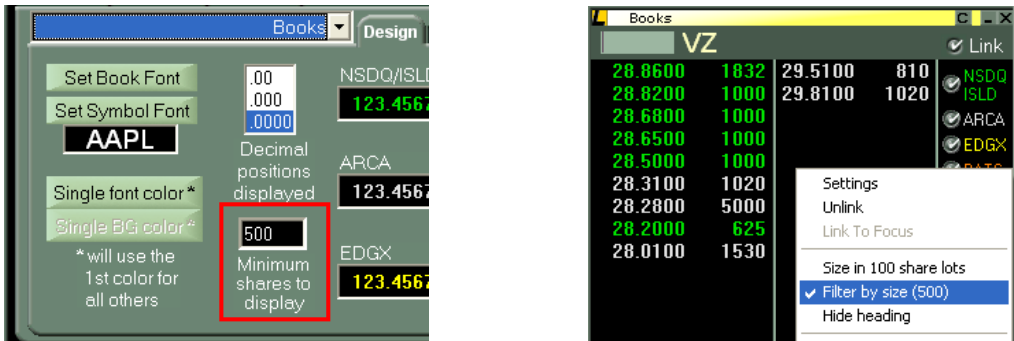 Books
Design
Set Book Font
Set Symbol Font
AAPL
Single font color*
Single BG color*
* will use the
1st color for
all others
.00
.000
.0000
Decimal
positions
displayed
500
Minimum
shares to
display
NSDQ/ISL
123.4567
ARCA
123.4567
EDGX
123.4567
L Books C _ X
VZ Link
28.8600 1832 29.5100 810 NSDQ
28.8200 1000 29.8100 1020 ISLD
28.6800 1000 ARCA
28.6500 1000 EDGX
28.5000 1000 BATS
28.3100 1020
28.2800 5000
28.2000 625
28.0100 1530
Settings
Unlink
Link To Focus
Size in 100 share lots
Filter by size (500)
Hide heading